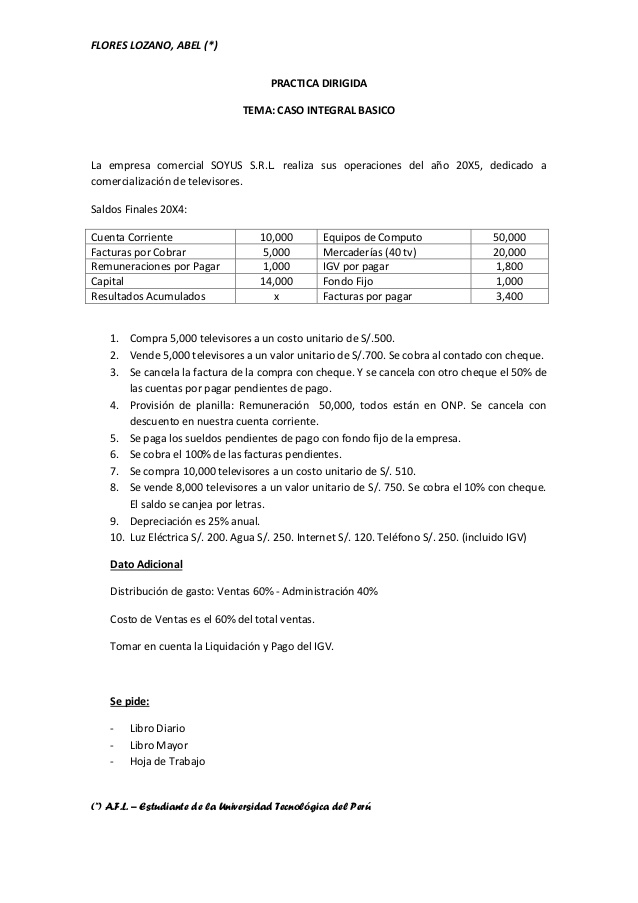 FLORES LOZANO, ABEL (*)
PRACTICA DIRIGIDA
TEMA: CASO INTEGRAL BASICO
La empresa comercial SOYUS S.R.L. realiza sus operaciones del año 20X5, dedicado a
comercialización de televisores.
Saldos Finales 20X4:
Cuenta Corriente 10,000 Equipos de Computo 50,000
Facturas por Cobrar 5,000 Mercaderías (40 tv) 20,000
Remuneraciones por Pagar 1,000 IGV por pagar 1,800
Capital 14,000 Fondo Fijo 1,000
Resultados Acumulados x Facturas por pagar 3,400
1. Compra 5,000 televisores a un costo unitario de S/.500.
2. Vende 5,000 televisores a un valor unitario de S/.700. Se cobra al contado con cheque.
3. Se cancela la factura de la compra con cheque. Y se cancela con otro cheque el 50% de
las cuentas por pagar pendientes de pago.
4. Provisión de planilla: Remuneración 50,000, todos están en ONP. Se cancela con
descuento en nuestra cuenta corriente.
5. Se paga los sueldos pendientes de pago con fondo fijo de la empresa.
6. Se cobra el 100% de las facturas pendientes.
7. Se compra 10,000 televisores a un costo unitario de S/. 510.
8. Se vende 8,000 televisores a un valor unitario de S/. 750. Se cobra el 10% con cheque.
El saldo se canjea por letras.
9. Depreciación es 25% anual.
10. Luz Eléctrica S/. 200. Agua S/. 250. Internet S/. 120. Teléfono S/. 250. (incluido IGV)
Dato Adicional
Distribución de gasto: Ventas 60% - Administración 40%
Costo de Ventas es el 60% del total ventas.
Tomar en cuenta la Liquidación y Pago del IGV.
Se pide:
- Libro Diario
- Libro Mayor
- Hoja de Trabajo
(*) A.F.L. – Estudiante de la Universidad Tecnológica del Perú